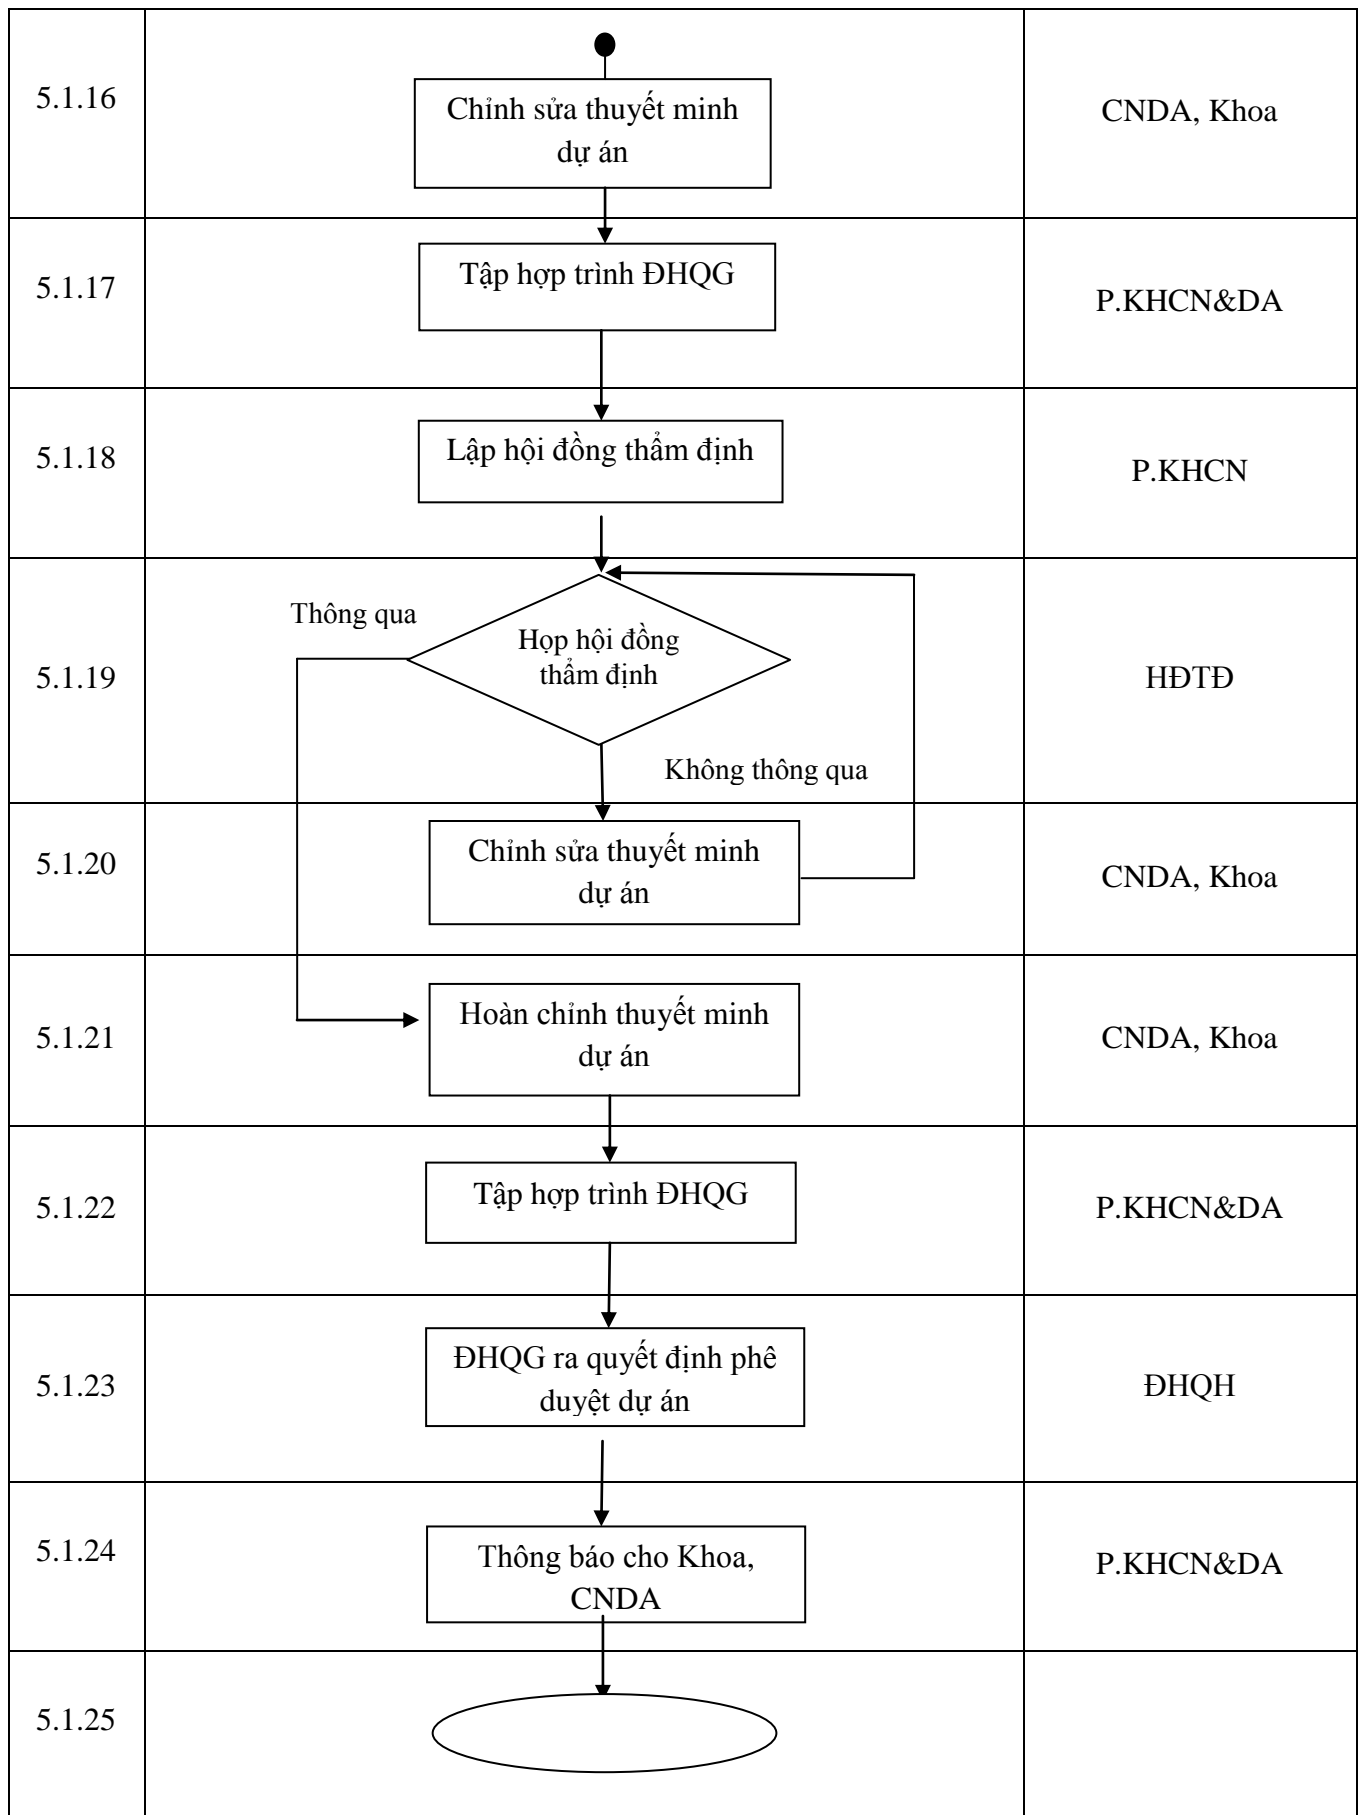 5.1.16
Chỉnh sửa thuyết minh
dự án
CNDA, Khoa
5.1.17
Tập hợp trình ĐHQG
P.KHCN&DA
5.1.18
Lập hội đồng thẩm định
P.KHCN
5.1.19
Thông qua
Họp hội đồng
thẩm định
Không thông qua
HĐTĐ
5.1.20
Chỉnh sửa thuyết minh
dự án
CNDA, Khoa
5.1.21
Hoàn chỉnh thuyết minh
dự án
CNDA, Khoa
5.1.22
Tập hợp trình ĐHQG
P.KHCN&DA
5.1.23
ĐHQG ra quyết định phê
duyệt dự án
ĐHQH
5.1.24
Thông báo cho Khoa,
CNDA
P.KHCN&DA
5.1.25